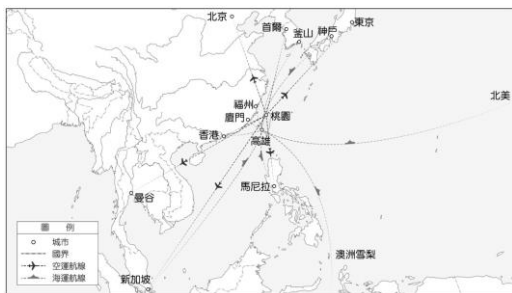 北京
首爾
釜山
神戶
東京
福州
廈門
桃園
北美
香港
高雄
曼谷
馬尼拉
澳洲雪梨
新加坡
圖例
城市
國界
空運航線
海運航線